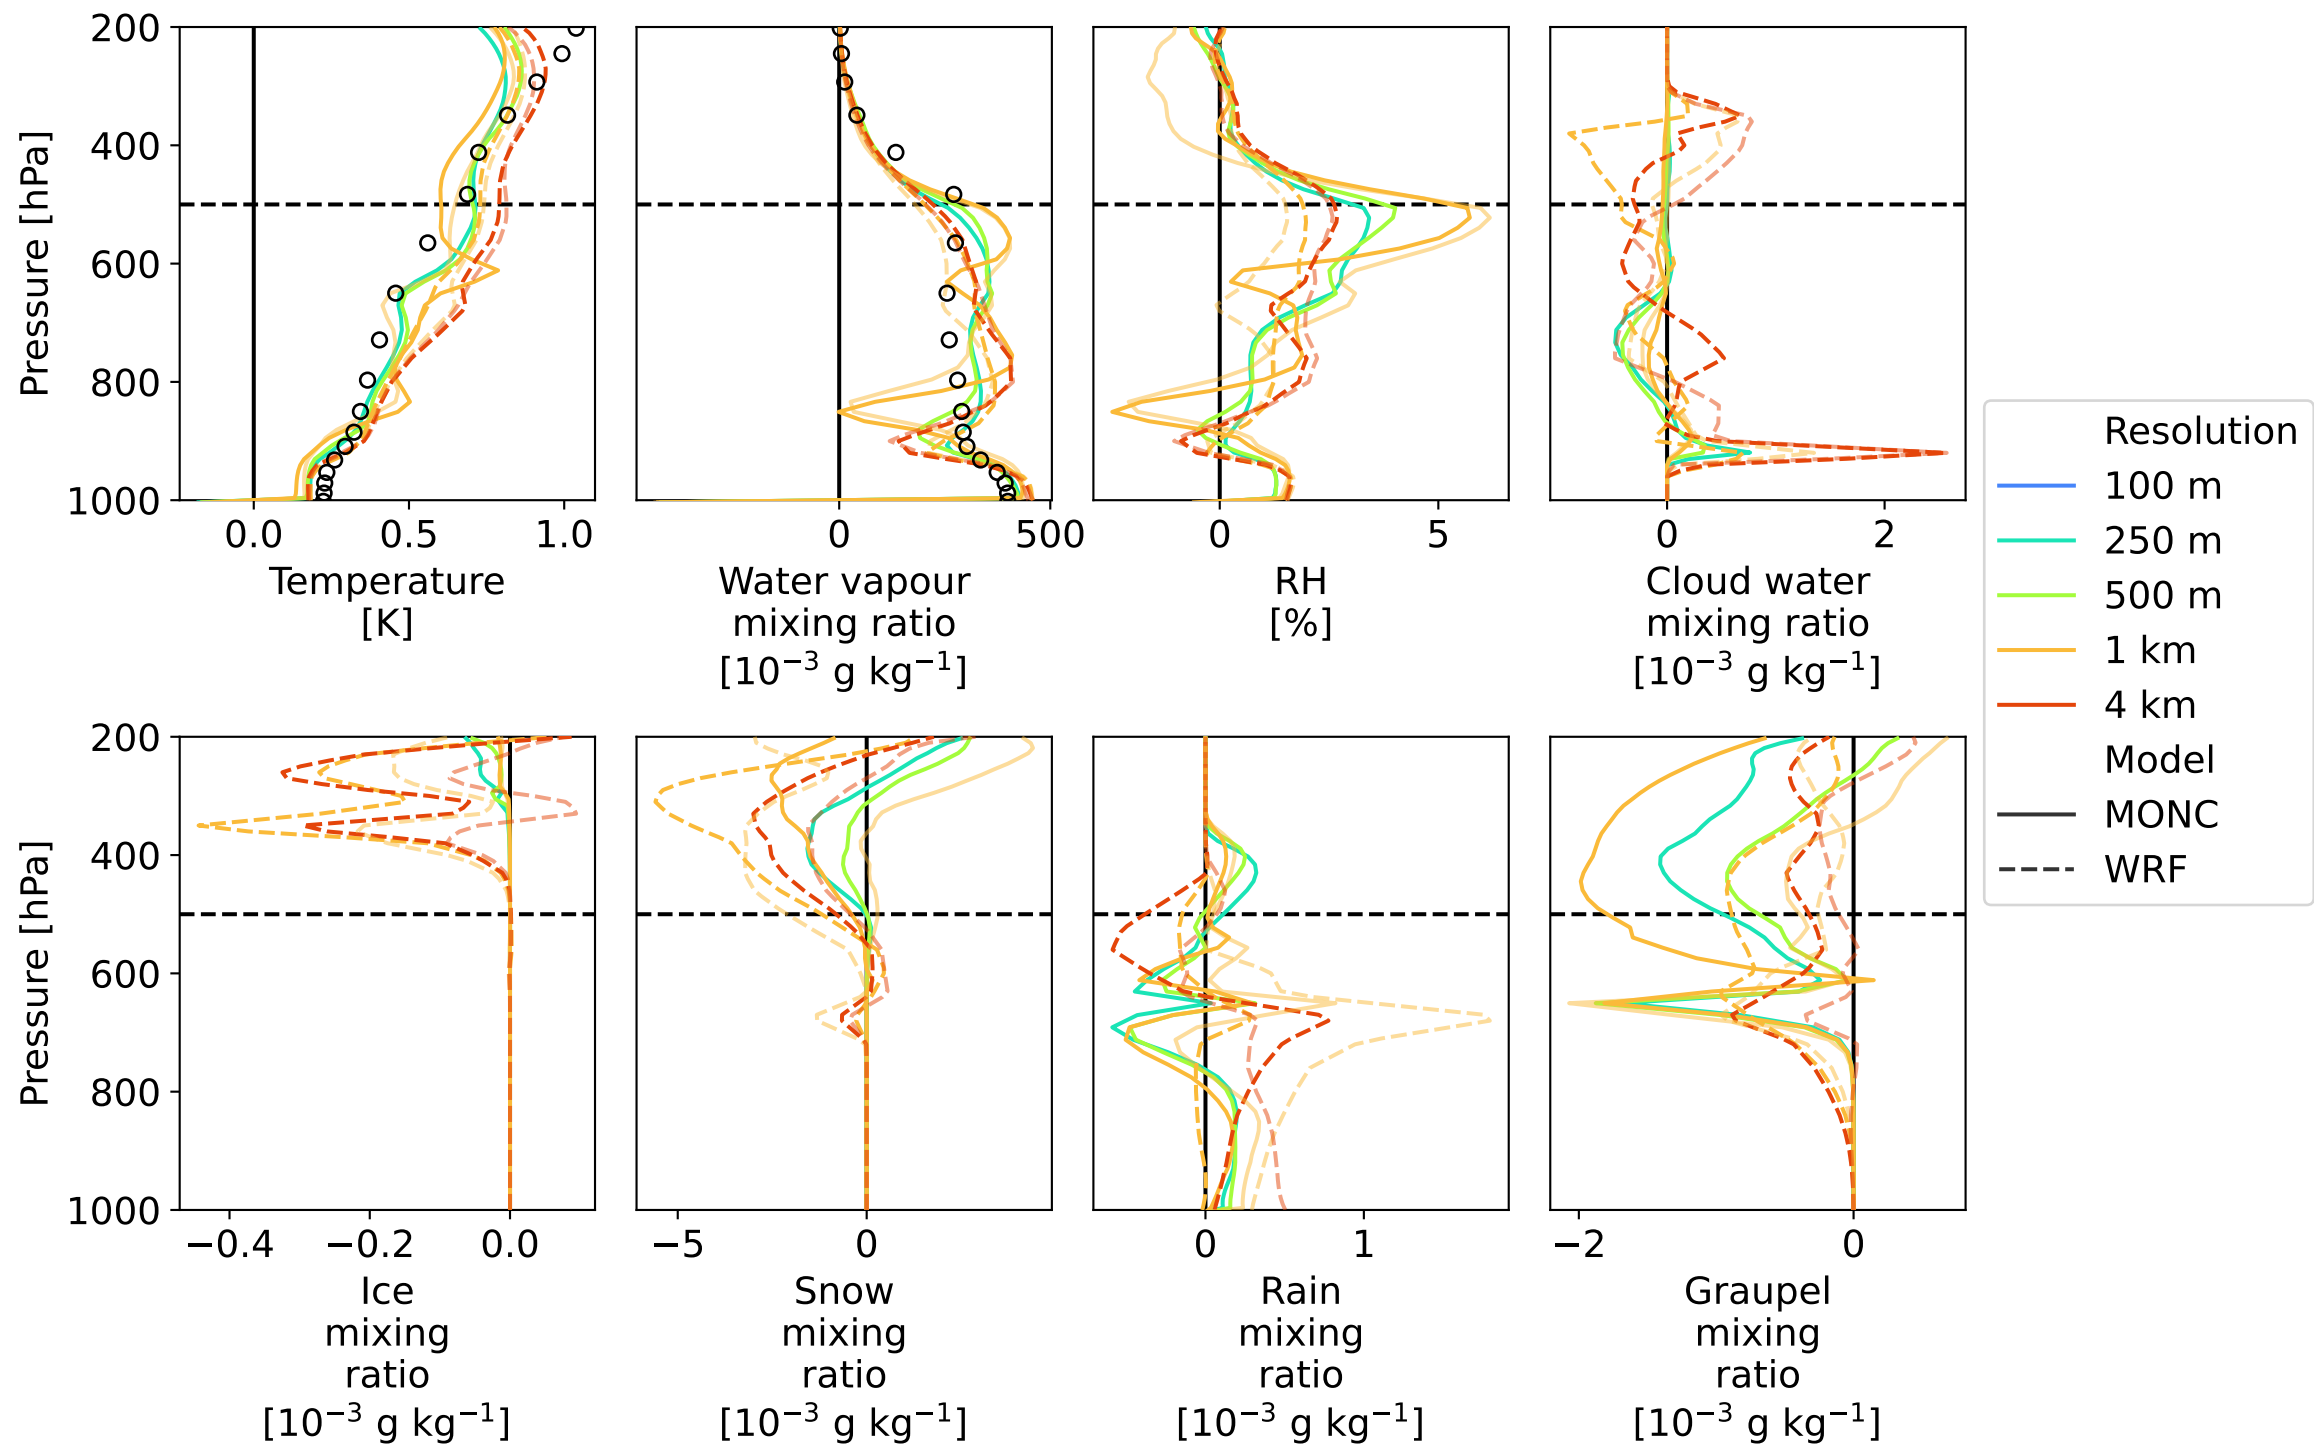 200
400
600
800
1000
Pressure [hPa]
0.0 0.5 1.0
Temperature
[K]
0 500
Water vapour
mixing ratio
[10⁻³ g kg⁻¹]
0 5
RH
[%]
0 2
Cloud water
mixing ratio
[10⁻³ g kg⁻¹]
Resolution
100 m
250 m
500 m
1 km
4 km
Model
MONC
WRF
200
400
600
800
1000
Pressure [hPa]
−0.4 −0.2 0.0
Ice
mixing
ratio
[10⁻³ g kg⁻¹]
−5 0
Snow
mixing
ratio
[10⁻³ g kg⁻¹]
0 1
Rain
mixing
ratio
[10⁻³ g kg⁻¹]
−2 0
Graupel
mixing
ratio
[10⁻³ g kg⁻¹]